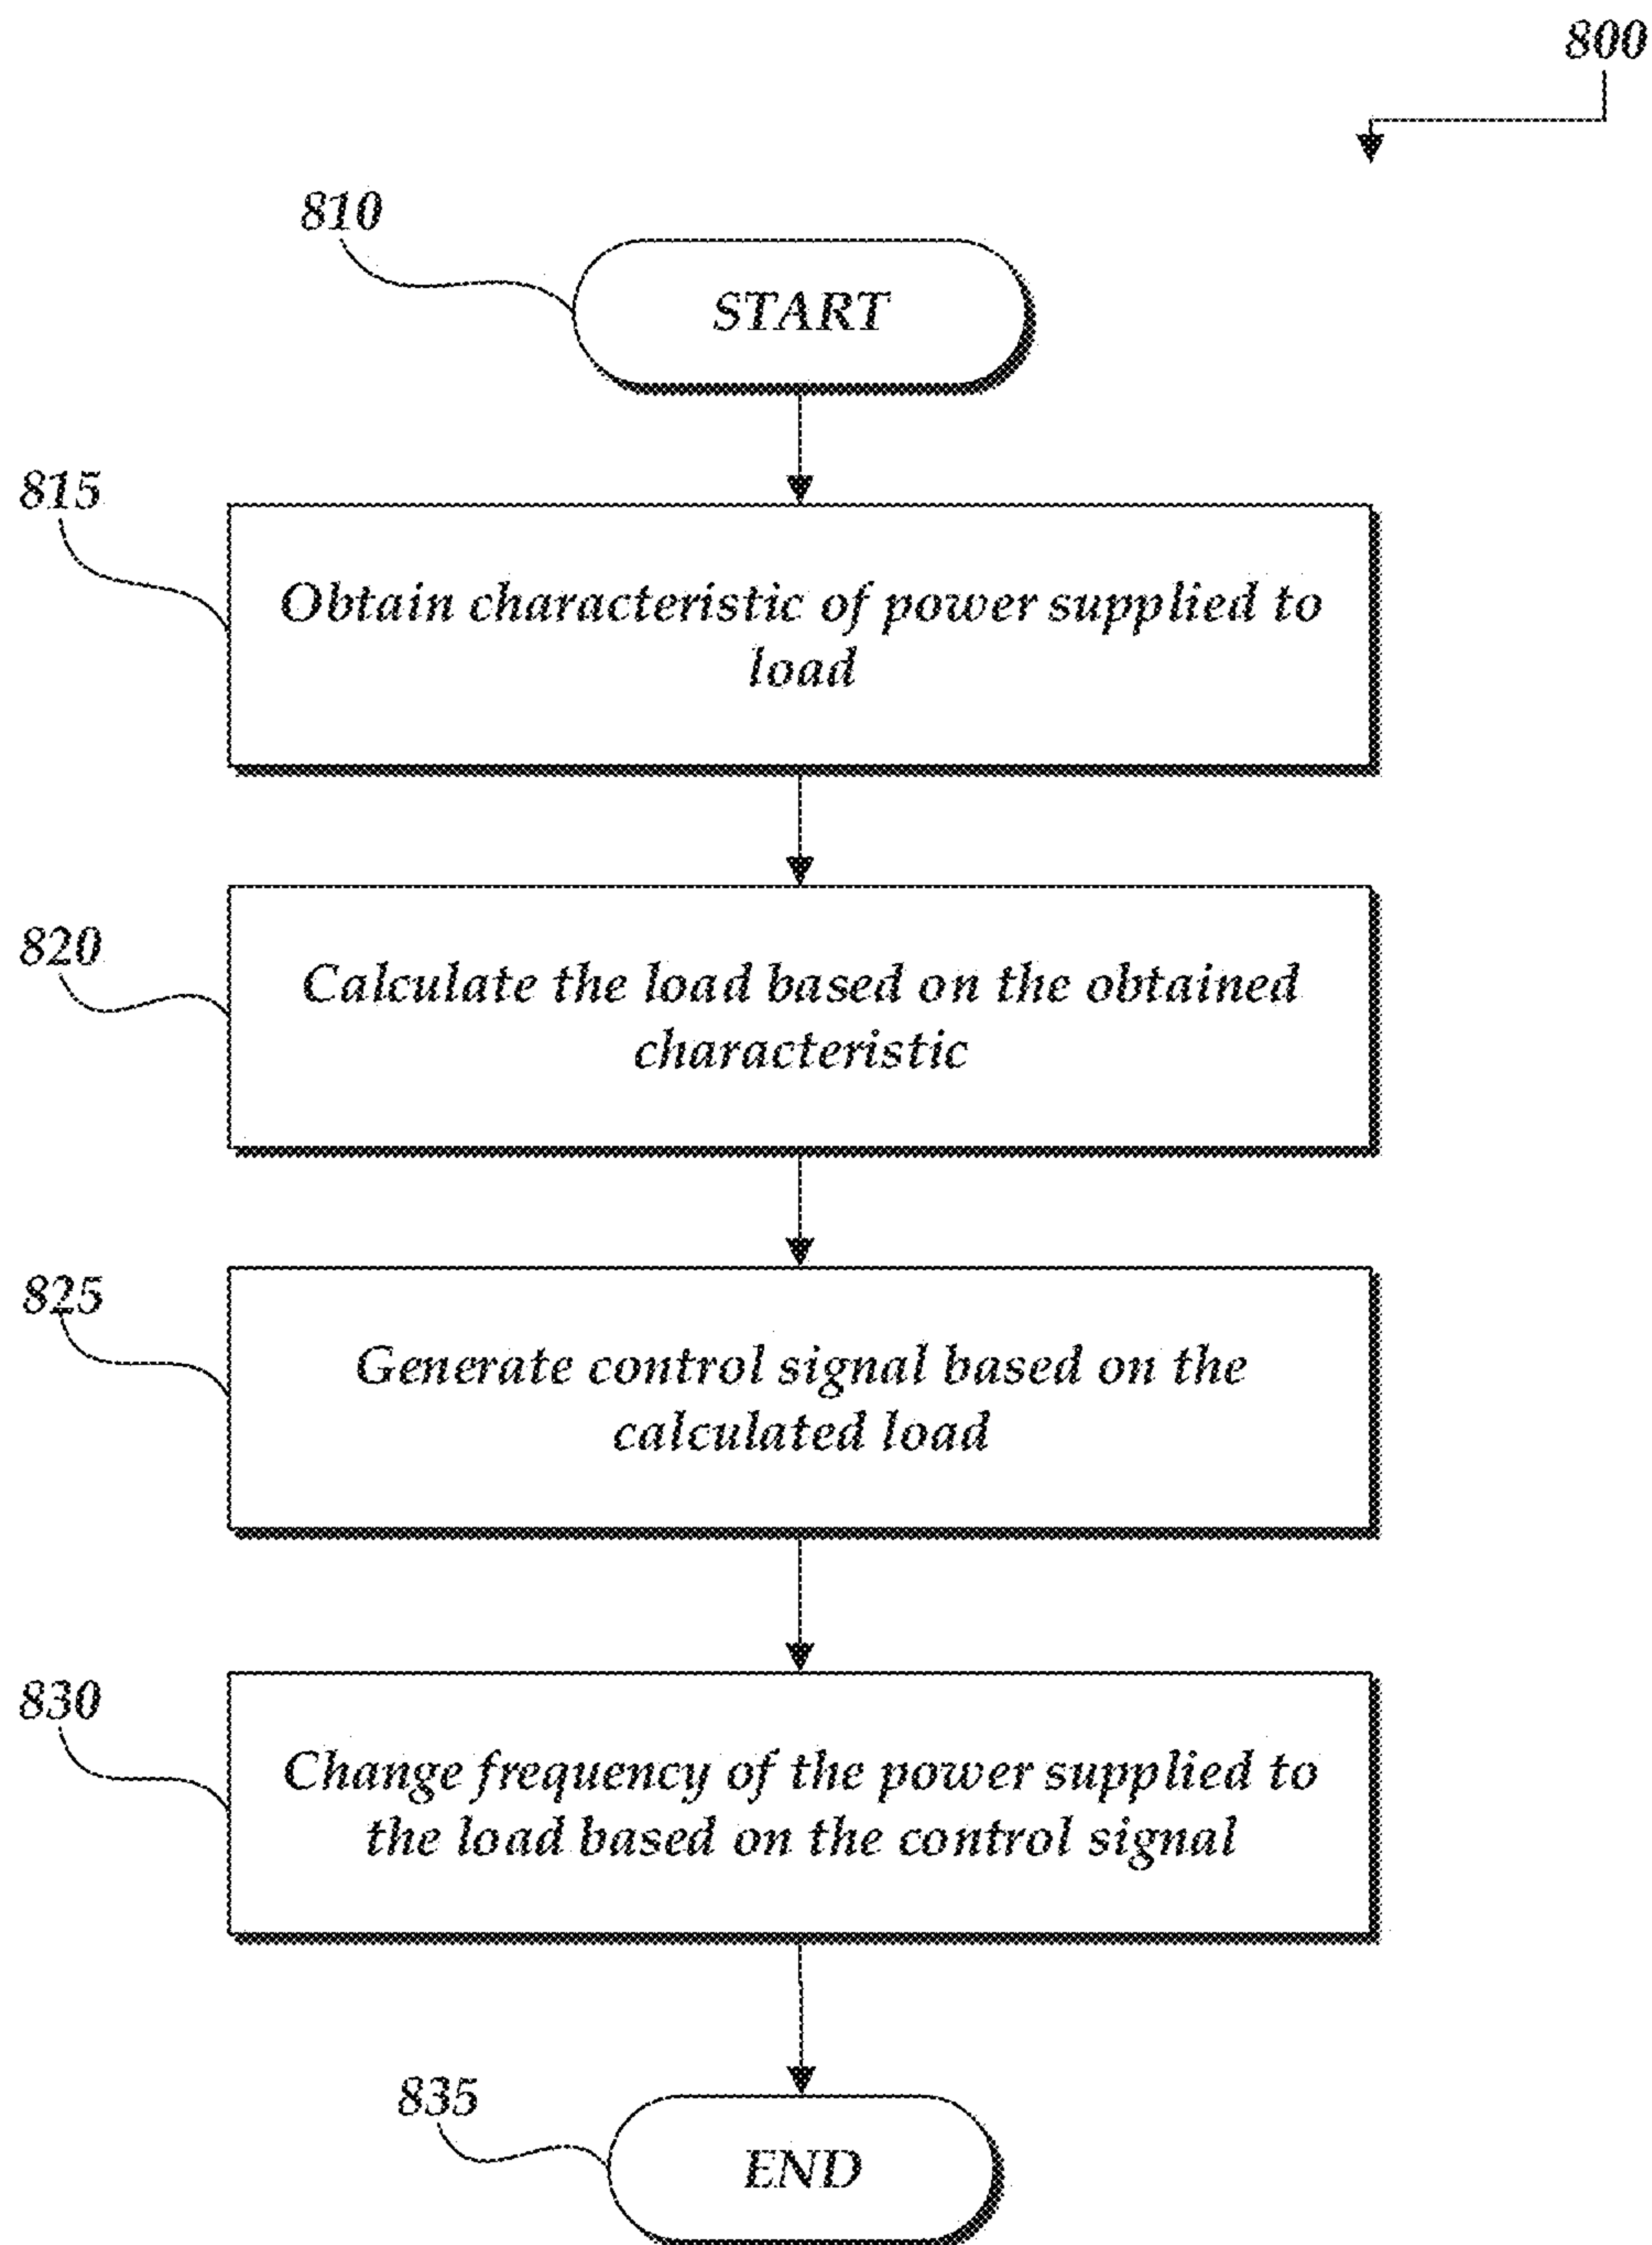 800
810
START
815
Obtain characteristic of power supplied to
load
820
Calculate the load based on the obtained
characteristic
825
Generate control signal based on the
calculated load
830
Change frequency of the power supplied to
the load based on the control signal
835
END